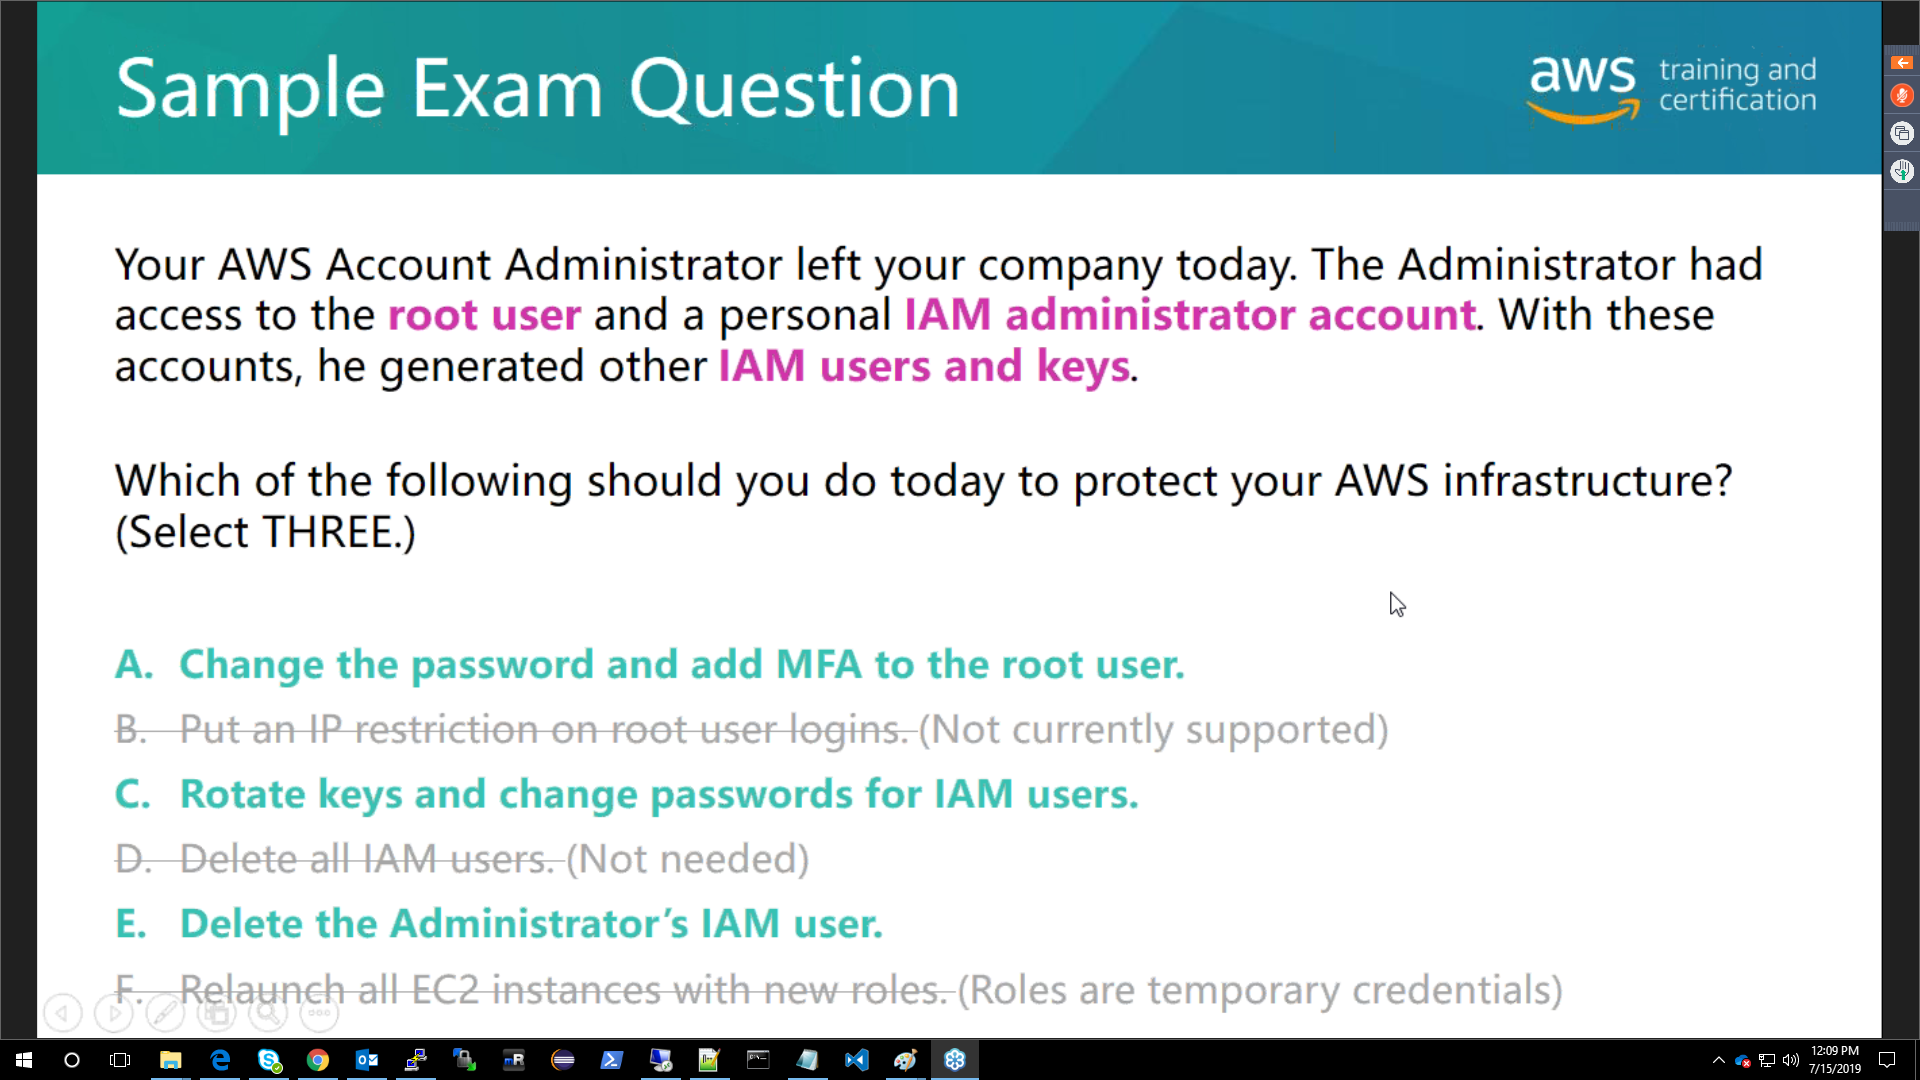 Sample Exam Question
aws training and
certification
Your AWS Account Administrator left your company today. The Administrator had
access to the root user and a personal IAM administrator account. With these
accounts, he generated other IAM users and keys.
Which of the following should you do today to protect your AWS infrastructure?
(Select THREE.)
A. Change the password and add MFA to the root user.
B. Put an IP restriction on root user logins. (Not currently supported)
C. Rotate keys and change passwords for IAM users.
D. Delete all IAM users. (Not needed)
E. Delete the Administrator’s IAM user.
F. Relaunch all EC2 instances with new roles. (Roles are temporary credentials)
12:09 PM
7/15/2019